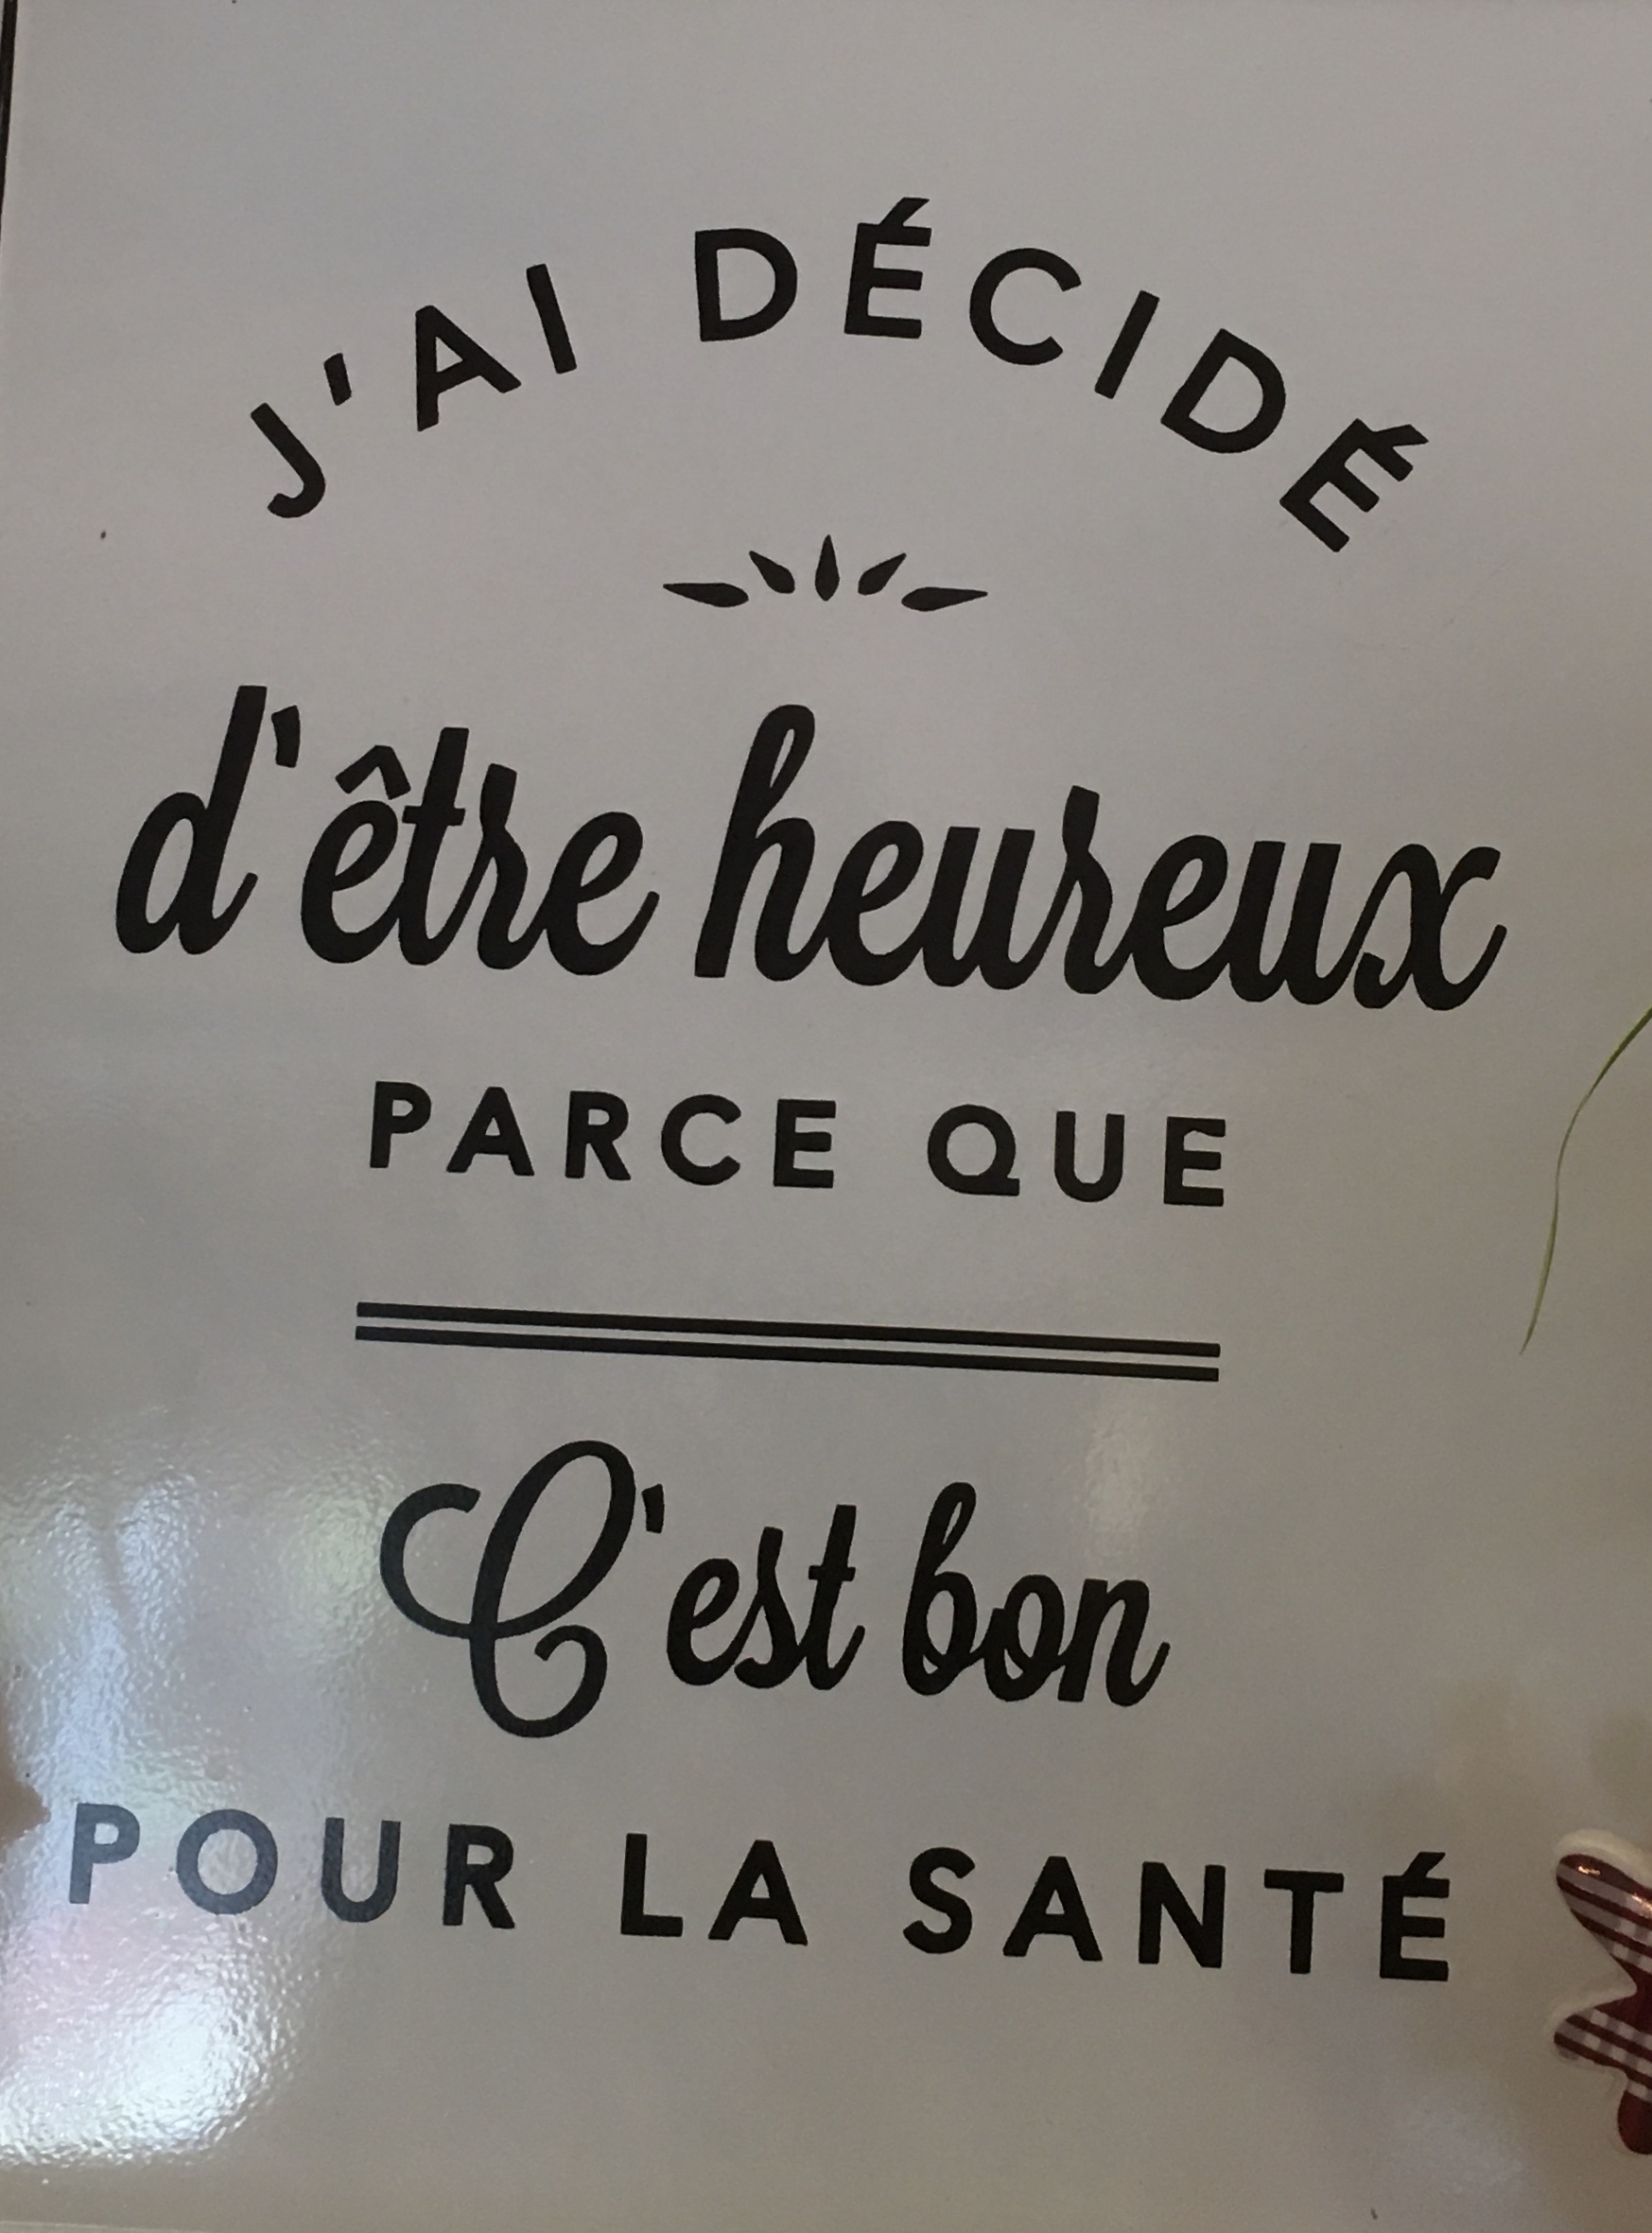 J'AI DÉCIDÉ
d'être heureux
PARCE QUE
C'est bon
POUR LA SANTÉ